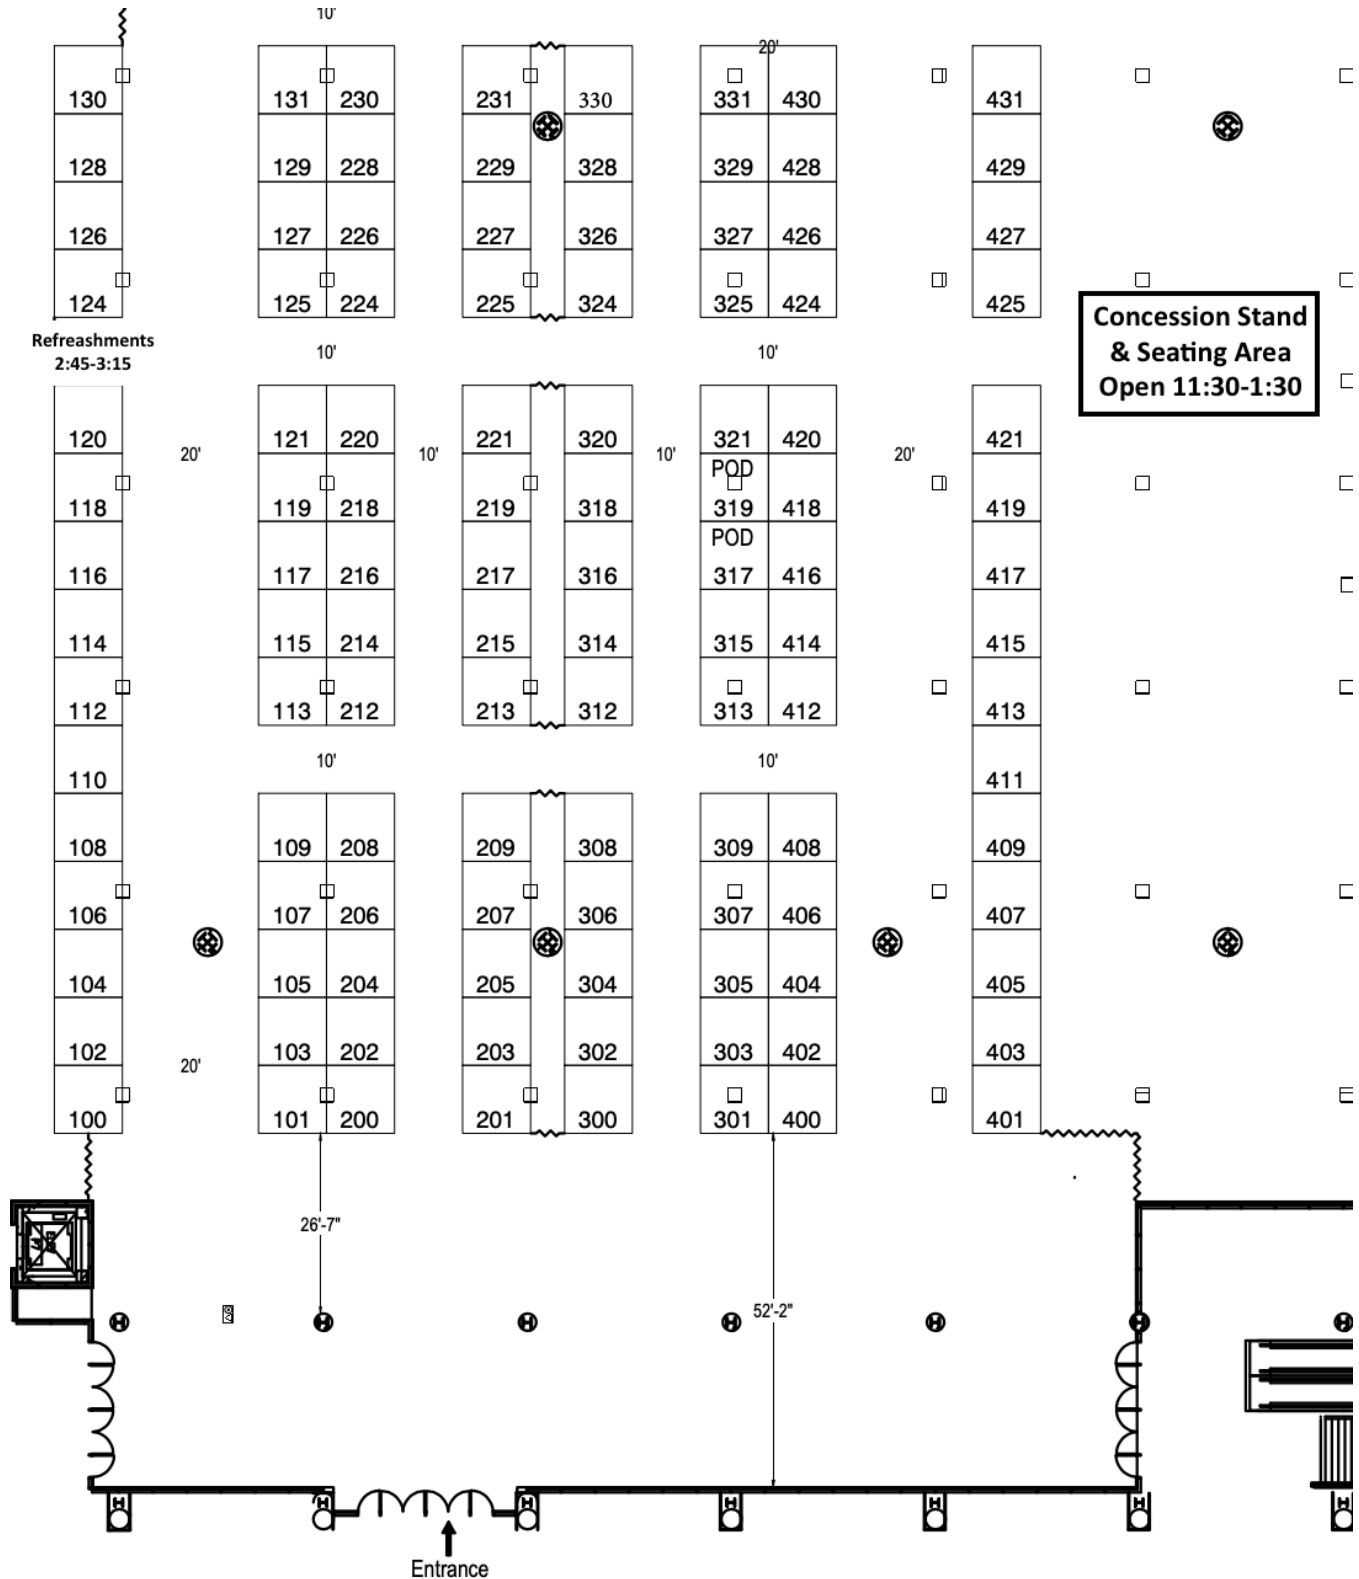 10'
20'
130 131 230 231 330 331 430 431
128 129 228 229 328 329 428 429
126 127 226 227 326 327 426 427
124 125 224 225 324 325 424 425
Refreashments
2:45-3:15
Concession Stand
& Seating Area
Open 11:30-1:30
10' 10'
120 121 220 221 320 321 420 421
20' 10' 10' 20'
POD
118 119 218 219 318 319 418 419
POD
116 117 216 217 316 317 416 417
114 115 214 215 314 315 414 415
112 113 212 213 312 313 412 413
10' 10'
110 411
108 109 208 209 308 309 408 409
106 107 206 207 306 307 406 407
104 105 204 205 304 305 404 405
102 103 202 203 302 303 402 403
20'
100 101 200 201 300 301 400 401
26'-7"
52'-2"
H H H H H H H
H H H H H H H
Entrance